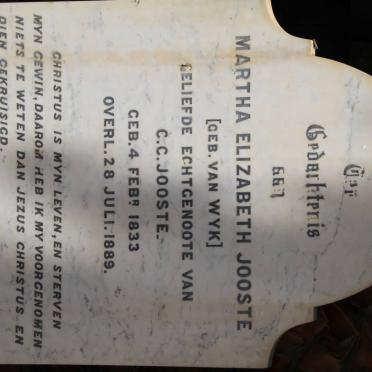 Ter
Gedachtenis
van
MARTHA ELIZABETH JOOSTE
[GEB. VAN WYK]
GELIEFDE ECHTGENOOTE VAN
C.C. JOOSTE.
GEB. 4 FEBR 1833
OVERL. 28 JULI. 1889.
CHRISTUS IS MYN LEVEN, EN STERVEN
MYN GEWIN, DAAROM HEB IK MY VOORGENOMEN
NIETS TE WETEN DAN JEZUS CHRISTUS EN
DIEN GEKRUISIGD.